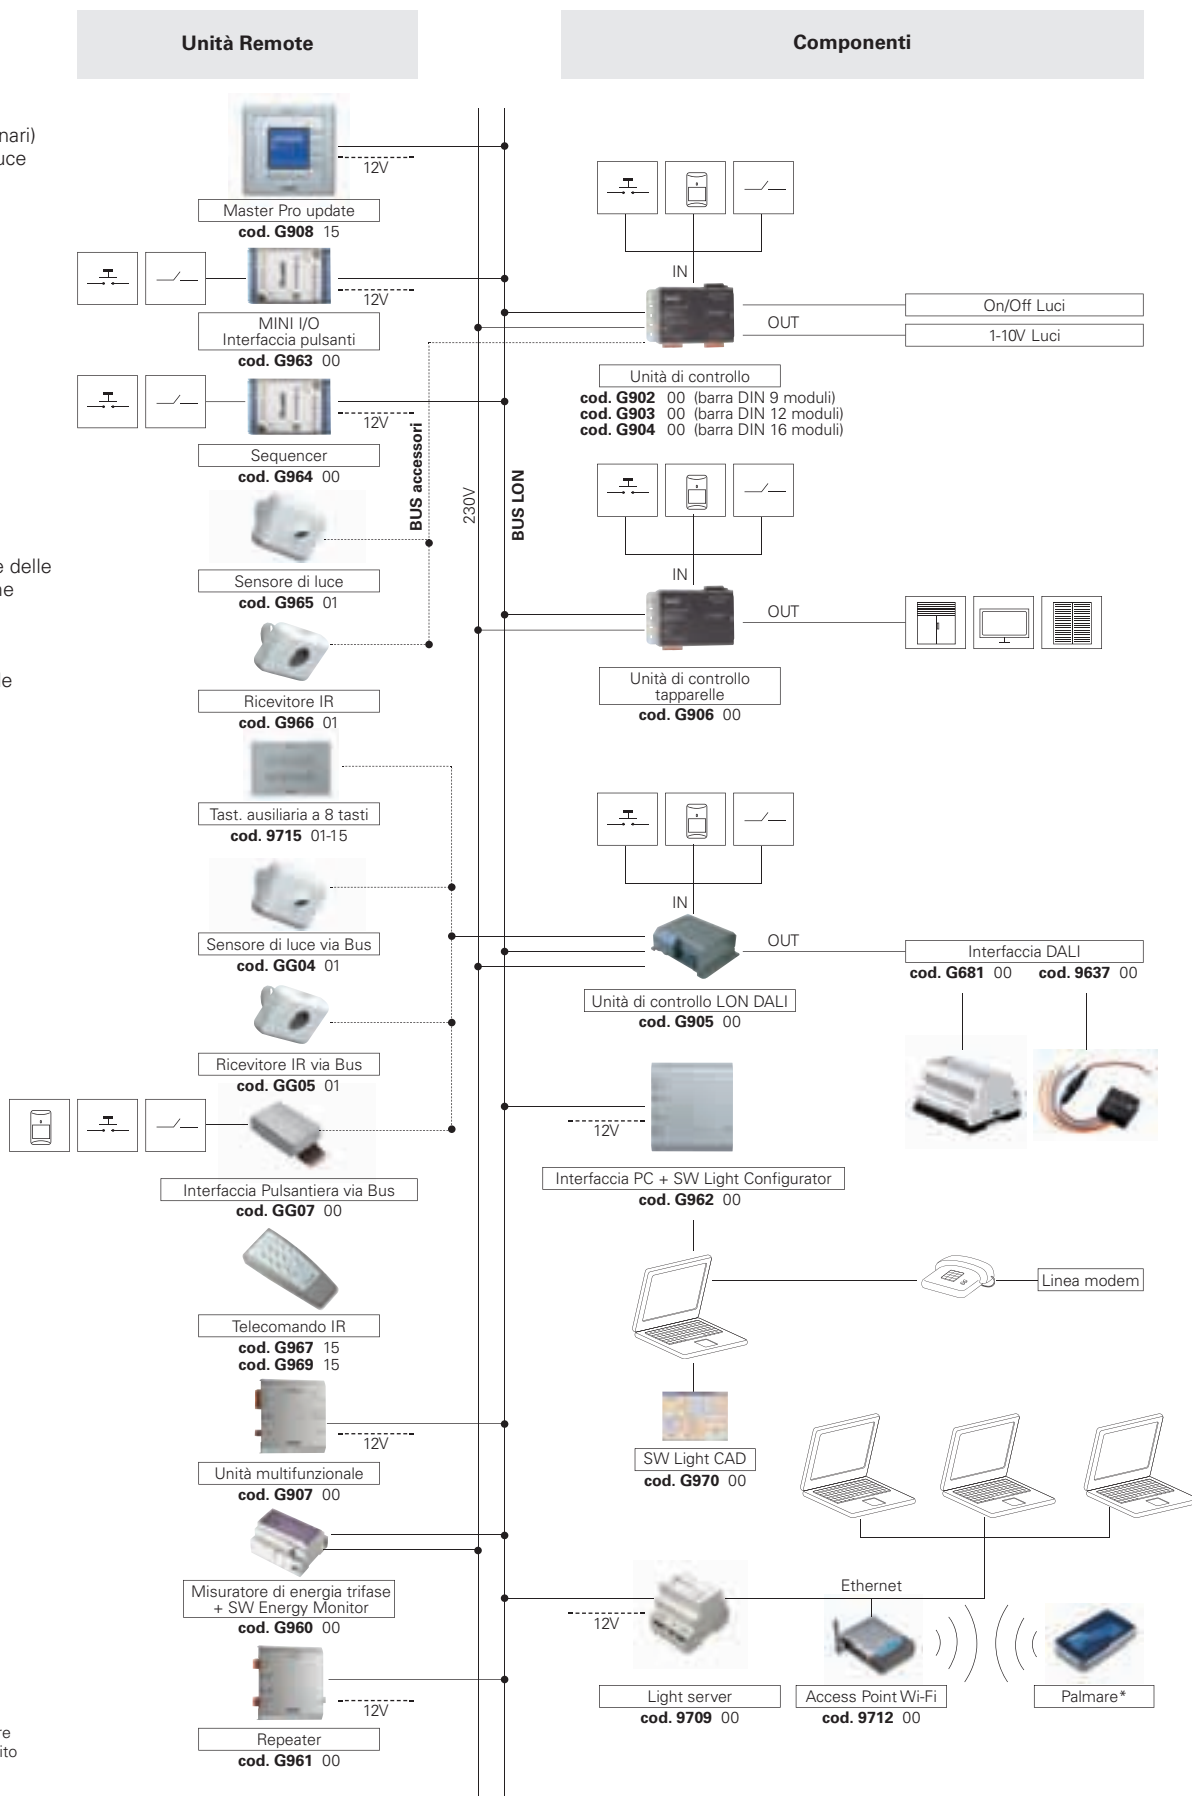 Unità Remote
nari)
uce
12V
Master Pro update
cod. G908 15
12V
MINI I/O
Interfaccia pulsanti
cod. G963 00
12V
Sequencer
cod. G964 00
BUS accessori
230V
BUS LON
e delle
ne
Sensore di luce
cod. G965 01
le
Ricevitore IR
cod. G966 01
Tast. ausiliaria a 8 tasti
cod. 9715 01-15
Sensore di luce via Bus
cod. GG04 01
Ricevitore IR via Bus
cod. GG05 01
Interfaccia Pulsantiera via Bus
cod. GG07 00
Telecomando IR
cod. G967 15
cod. G969 15
12V
Unità multifunzionale
cod. G907 00
Misuratore di energia trifase
+ SW Energy Monitor
cod. G960 00
12V
re
ito
Repeater
cod. G961 00
Componenti
IN
OUT
On/Off Luci
1-10V Luci
Unità di controllo
cod. G902 00 (barra DIN 9 moduli)
cod. G903 00 (barra DIN 12 moduli)
cod. G904 00 (barra DIN 16 moduli)
IN
OUT
Unità di controllo
tapparelle
cod. G906 00
IN
OUT
Interfaccia DALI
cod. G681 00 cod. 9637 00
Unità di controllo LON DALI
cod. G905 00
12V
Interfaccia PC + SW Light Configurator
cod. G962 00
Linea modem
SW Light CAD
cod. G970 00
Ethernet
12V
Light server
cod. 9709 00
Access Point Wi-Fi
cod. 9712 00
Palmare*